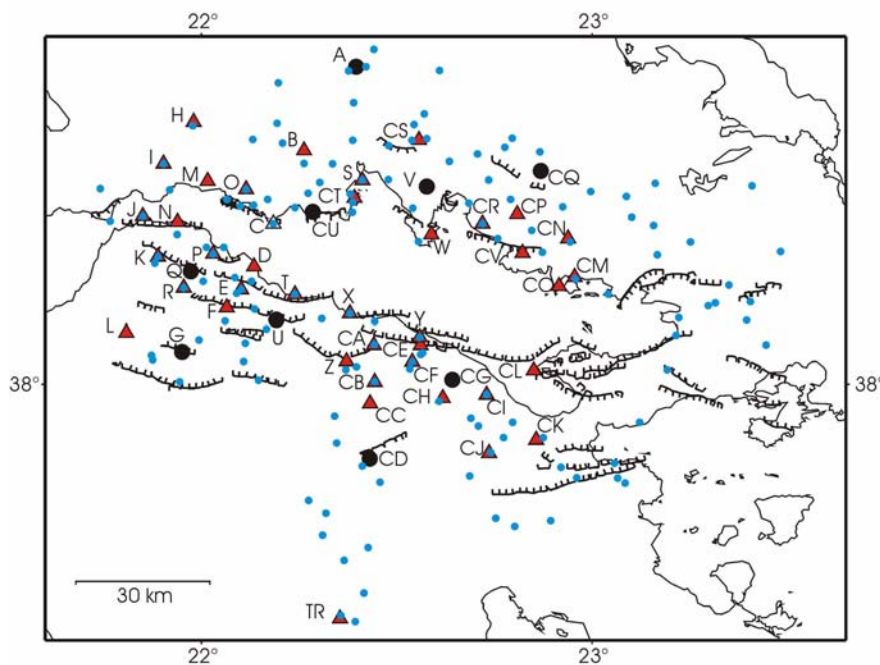 22° 23°
A
H
CS
B
I
M
O
S
V
CQ
CT
CU
J
N
C
CR
CP
W
CN
CV
P
D
K
Q
CM
CO
E
R
T
F
X
L
U
Y
G
CA
CE
Z
CL
38° 38°
CB
CF
CG
CH
CI
CC
CK
CJ
CD
30 km
TR
22° 23°